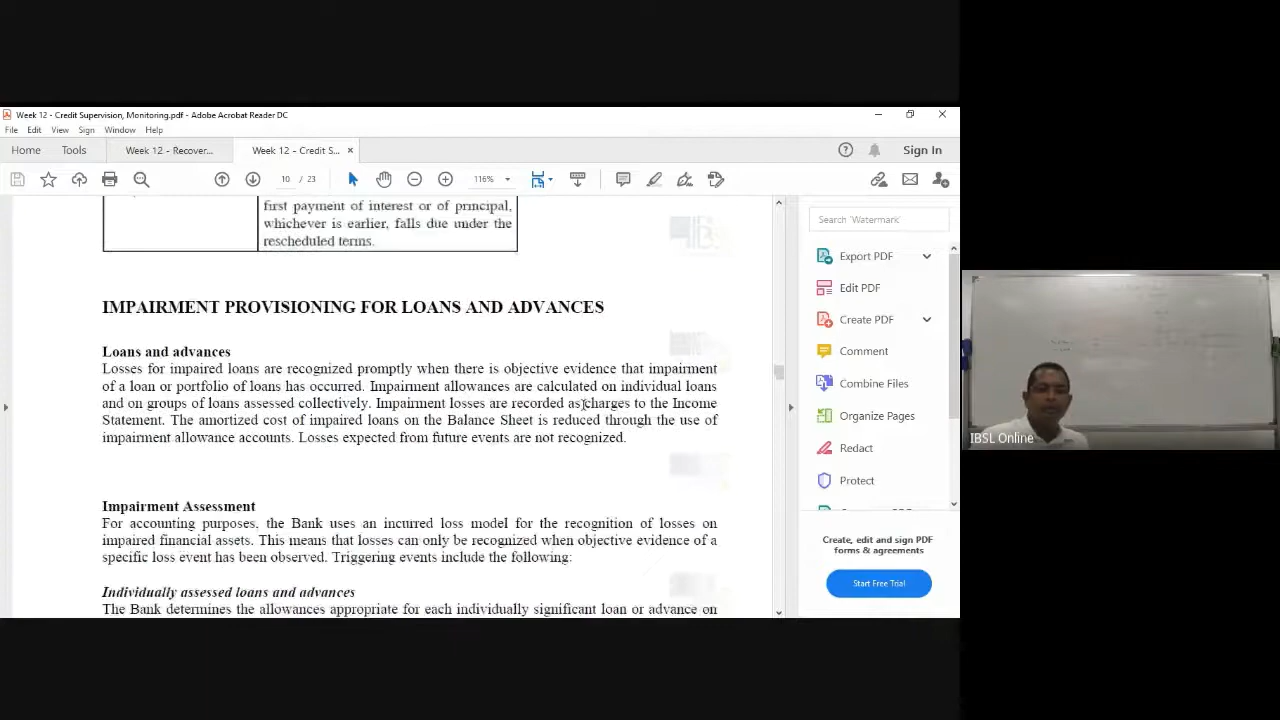 Week 12 - Credit Supervision, Monitoring.pdf - Adobe Acrobat Reader DC
File Edit View Sign Window Help
Home Tools Week 12 - Recover... Week 12 - Credit S... × Sign In
10 / 23 116%
first payment of interest or of principal,
whichever is earlier, falls due under the
rescheduled terms.
IMPAIRMENT PROVISIONING FOR LOANS AND ADVANCES
Loans and advances
Losses for impaired loans are recognized promptly when there is objective evidence that impairment
of a loan or portfolio of loans has occurred. Impairment allowances are calculated on individual loans
and on groups of loans assessed collectively. Impairment losses are recorded as charges to the Income
Statement. The amortized cost of impaired loans on the Balance Sheet is reduced through the use of
impairment allowance accounts. Losses expected from future events are not recognized.
Impairment Assessment
For accounting purposes, the Bank uses an incurred loss model for the recognition of losses on
impaired financial assets. This means that losses can only be recognized when objective evidence of a
specific loss event has been observed. Triggering events include the following:
Individually assessed loans and advances
The Bank determines the allowances appropriate for each individually significant loan or advance on
Search 'Watermark'
Export PDF
Edit PDF
Create PDF
Comment
Combine Files
Organize Pages
Redact
Protect
Create, edit and sign PDF
forms & agreements
Start Free Trial
IBSL Online